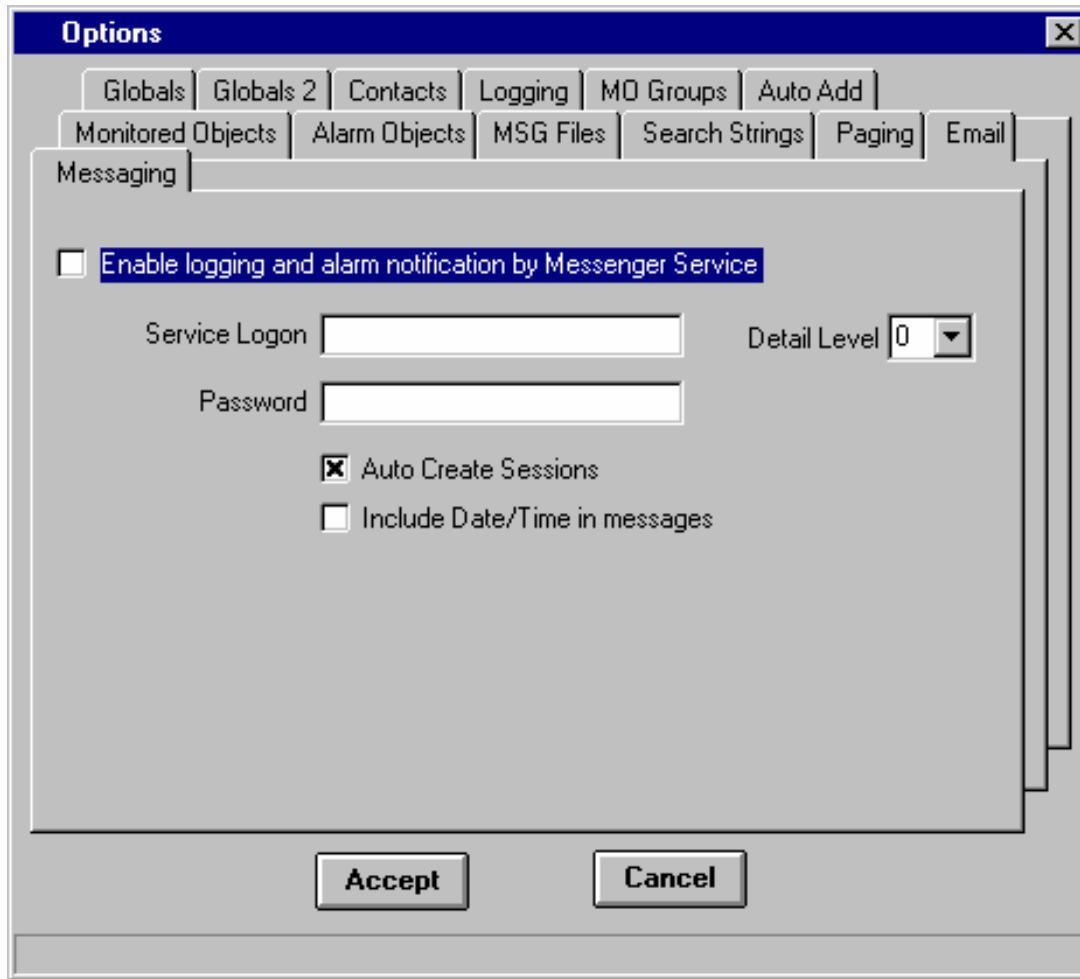 Options
Globals Globals 2 Contacts Logging MO Groups Auto Add
Monitored Objects Alarm Objects MSG Files Search Strings Paging Email
Messaging
Enable logging and alarm notification by Messenger Service
Service Logon Detail Level 0
Password
Auto Create Sessions
Include Date/Time in messages
Accept Cancel